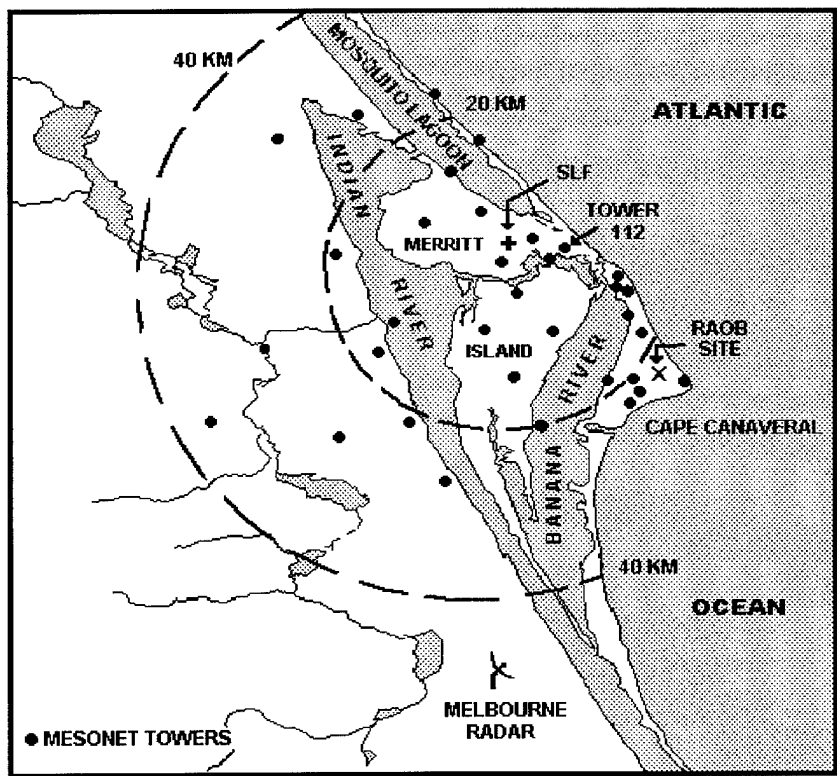 40 KM
MOSQUITO LAGOON
20 KM
ATLANTIC
INDIAN
SLF
TOWER
112
MERRITT
RIVER
RAOB
SITE
ISLAND
RIVER
CAPE CANAVERAL
BANANA
40 KM
OCEAN
MELBOURNE
RADAR
MESONET TOWERS